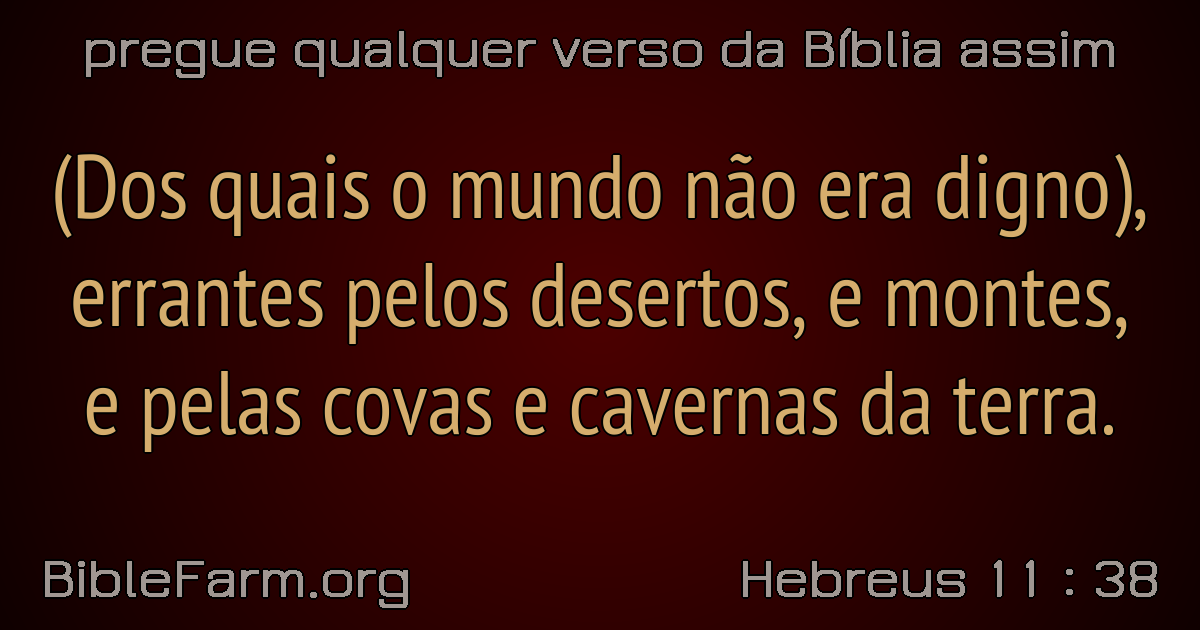 pregue qualquer verso da Bíblia assim
(Dos quais o mundo não era digno),
errantes pelos desertos, e montes,
e pelas covas e cavernas da terra.
BibleFarm.org
Hebreus 11 : 38